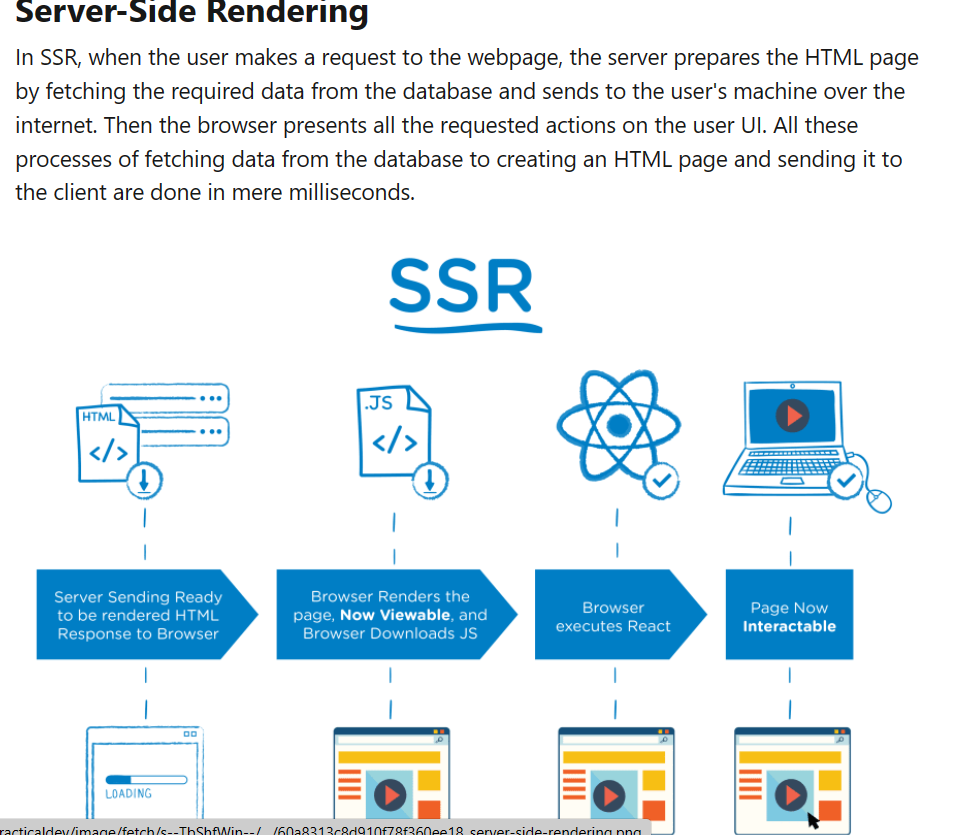 Server-Side Rendering
In SSR, when the user makes a request to the webpage, the server prepares the HTML page
by fetching the required data from the database and sends to the user's machine over the
internet. Then the browser presents all the requested actions on the user UI. All these
processes of fetching data from the database to creating an HTML page and sending it to
the client are done in mere milliseconds.
SSR
HTML
</>
.JS
</>
Server Sending Ready
to be rendered HTML
Response to Browser
Browser Renders the
page, Now Viewable, and
Browser Downloads JS
Browser
executes React
Page Now
Interactable
LOADING
racticaldev/image/fetch/s--TbShfWin--/.../60a8313c8d910f78f360ee18_server-side-rendering.png